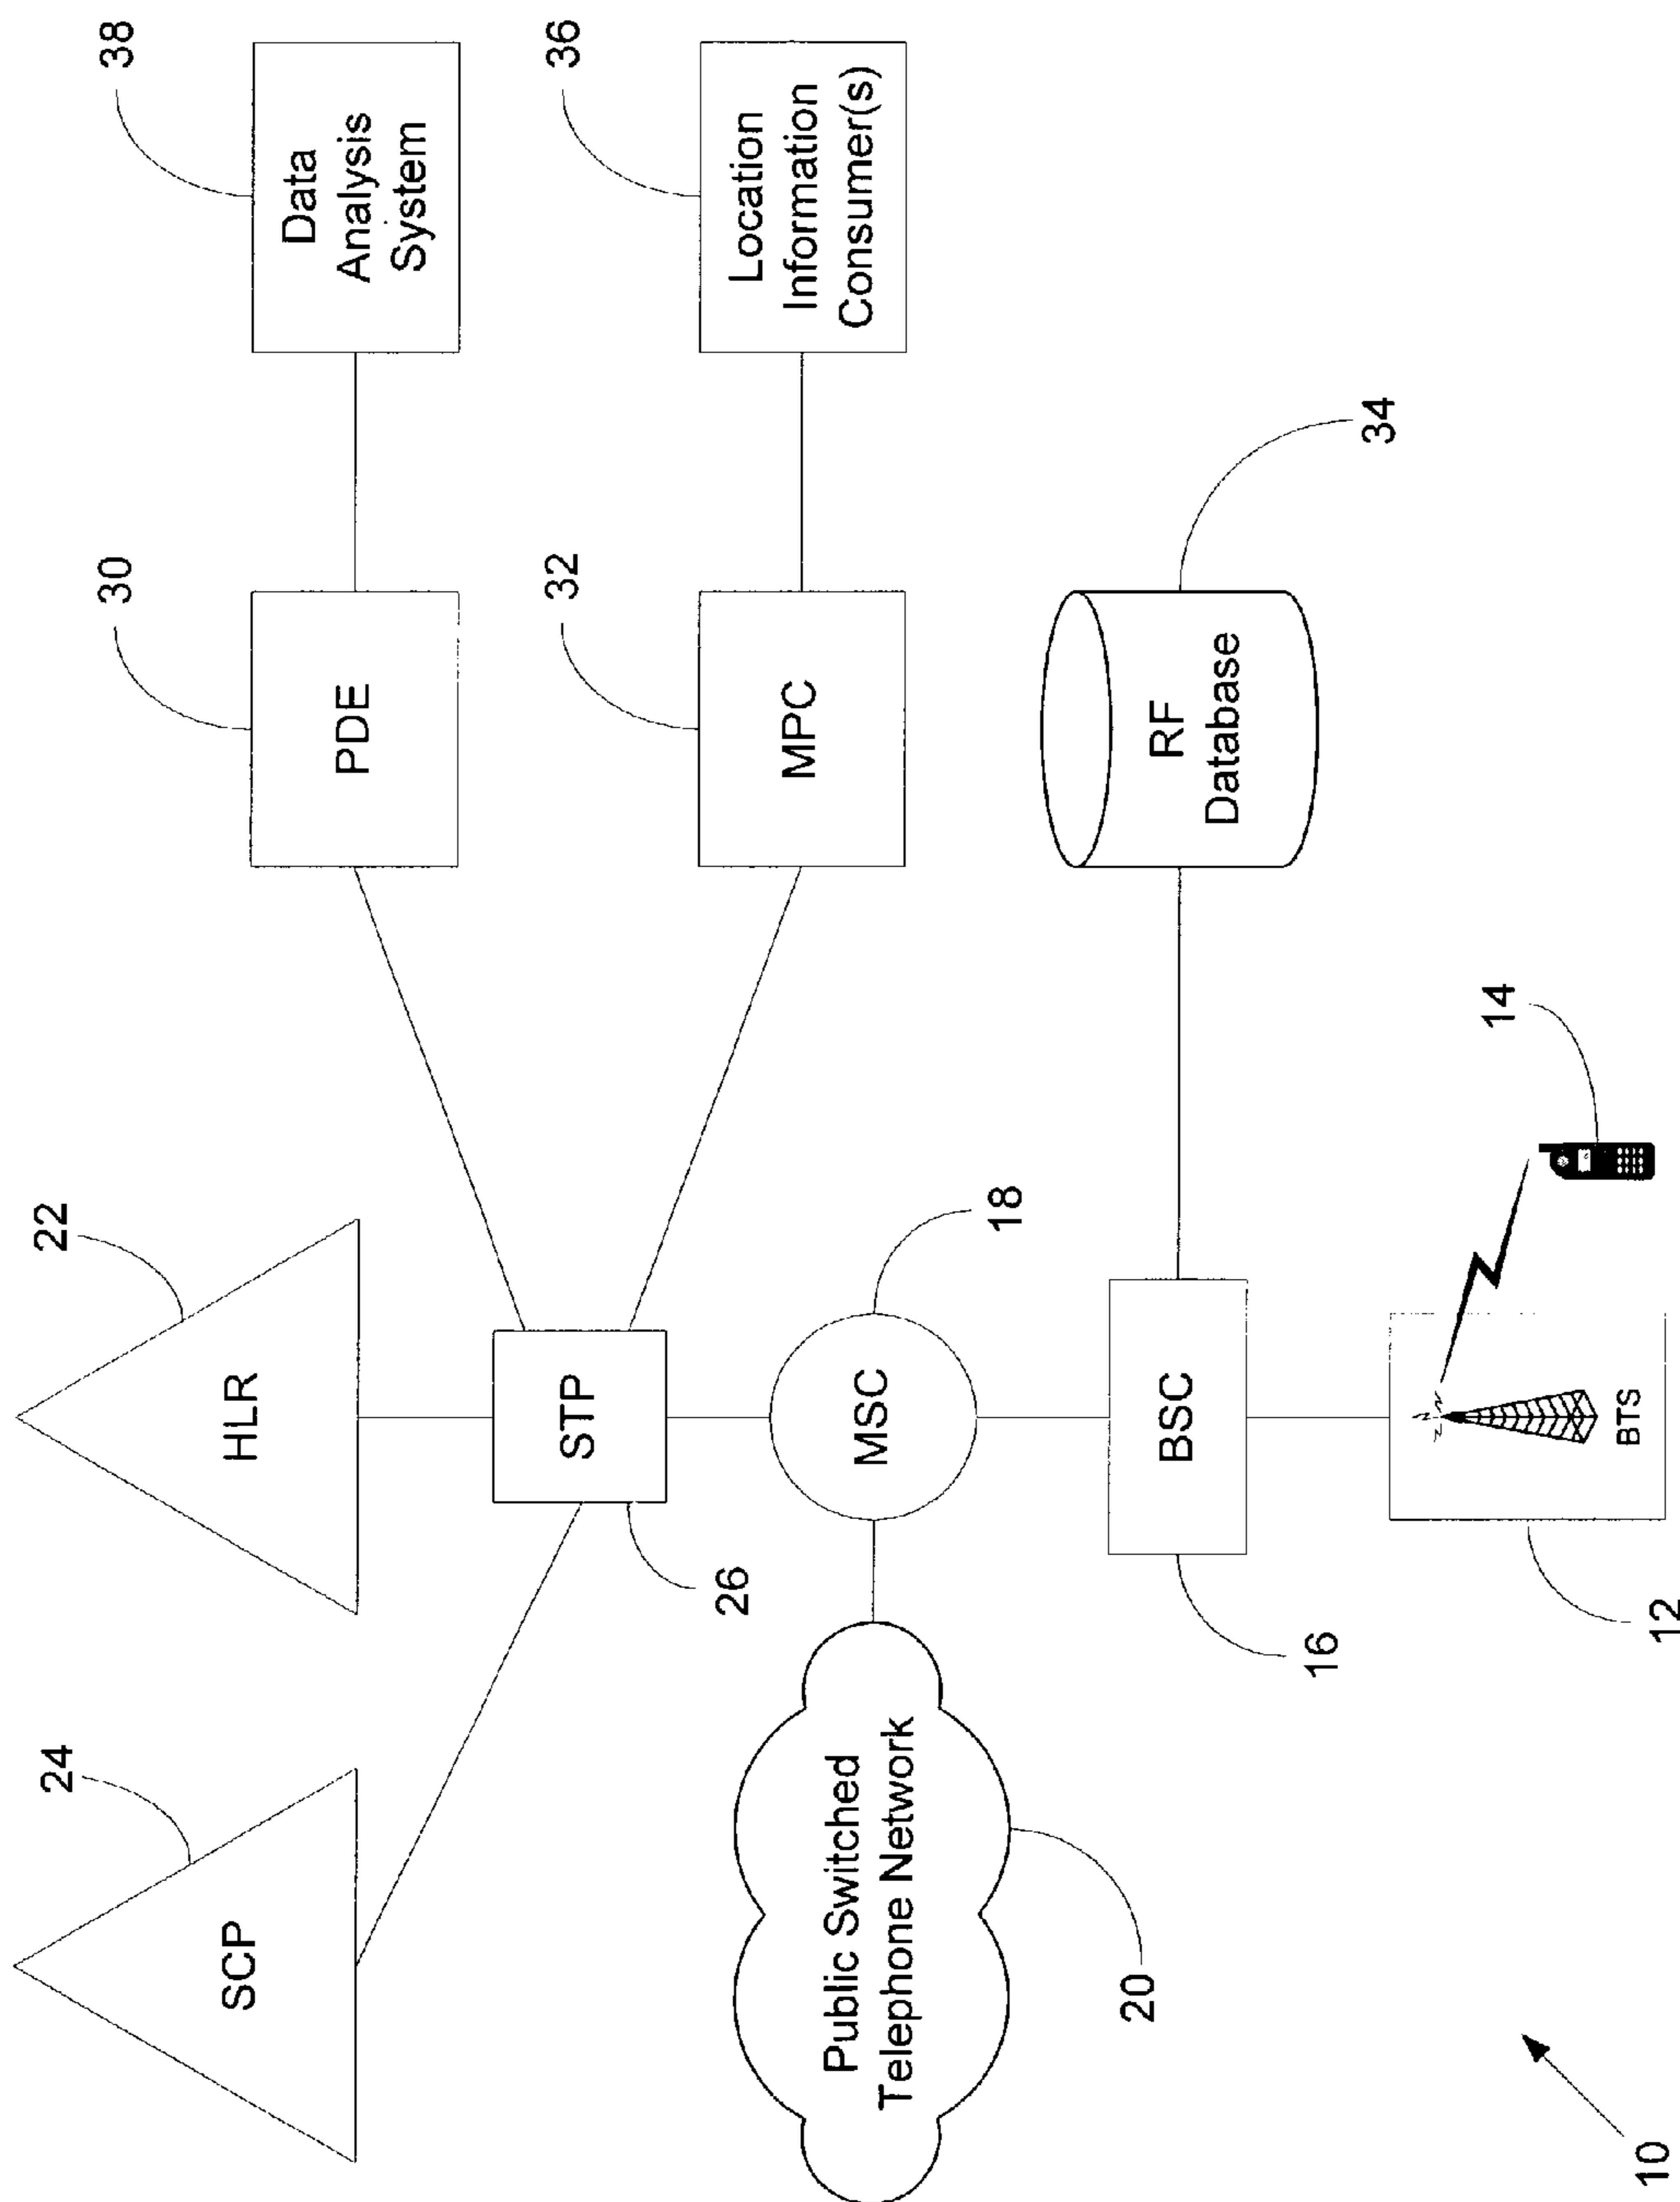 24
SCP
22
HLR
30
PDE
38
Data
Analysis
System
STP
26
32
MPC
36
Location
Information
Consumer(s)
Public Switched
Telephone Network
20
MSC
18
BSC
16
RF
Database
34
BTS
12
14
10